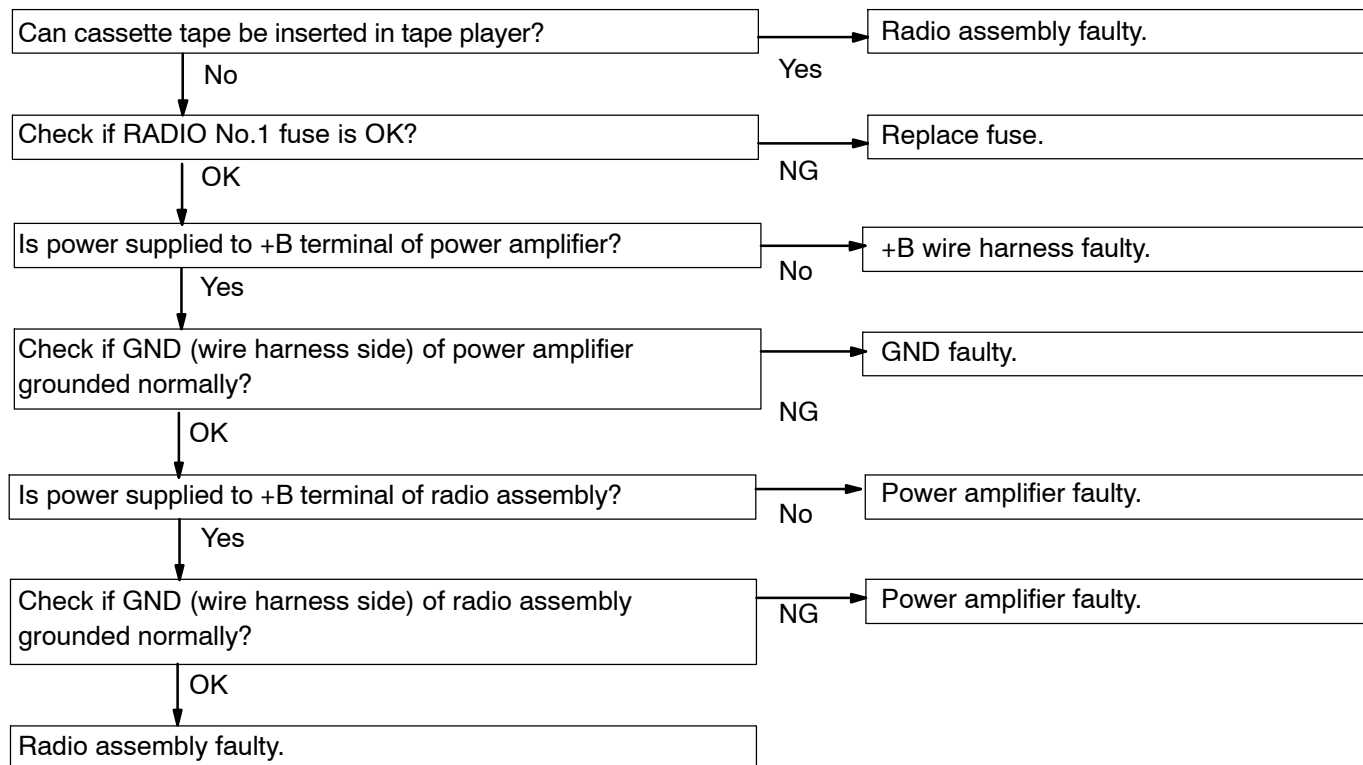 Can cassette tape be inserted in tape player?
Radio assembly faulty.
Yes
No
Check if RADIO No.1 fuse is OK?
Replace fuse.
NG
OK
Is power supplied to +B terminal of power amplifier?
+B wire harness faulty.
No
Yes
Check if GND (wire harness side) of power amplifier
grounded normally?
GND faulty.
NG
OK
Is power supplied to +B terminal of radio assembly?
Power amplifier faulty.
No
Yes
Check if GND (wire harness side) of radio assembly
grounded normally?
Power amplifier faulty.
NG
OK
Radio assembly faulty.